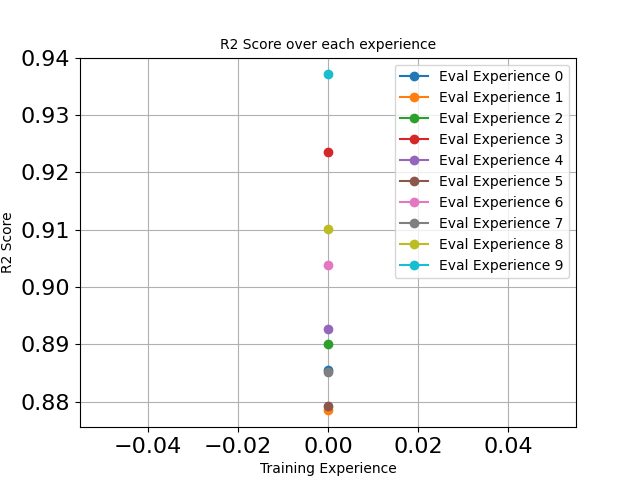 R2 Score over each experience
0.94
0.93
0.92
0.91
0.90
0.89
0.88
R2 Score
Eval Experience 0
Eval Experience 1
Eval Experience 2
Eval Experience 3
Eval Experience 4
Eval Experience 5
Eval Experience 6
Eval Experience 7
Eval Experience 8
Eval Experience 9
−0.04 −0.02 0.00 0.02 0.04
Training Experience